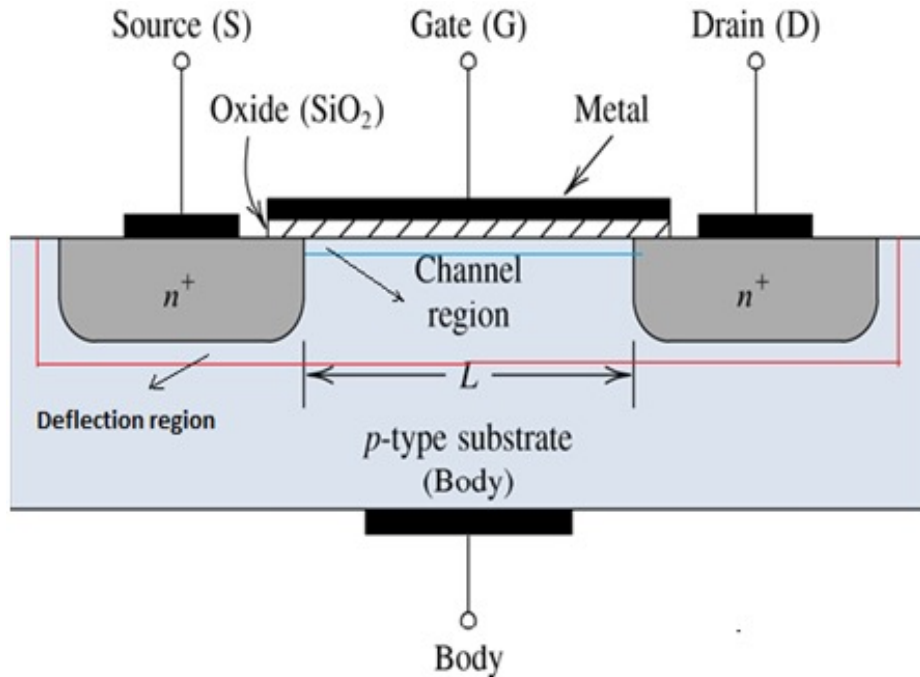 Source (S)
Gate (G)
Drain (D)
Oxide (SiO₂)
Metal
n⁺
Channel
region
n⁺
L
Deflection region
p-type substrate
(Body)
Body